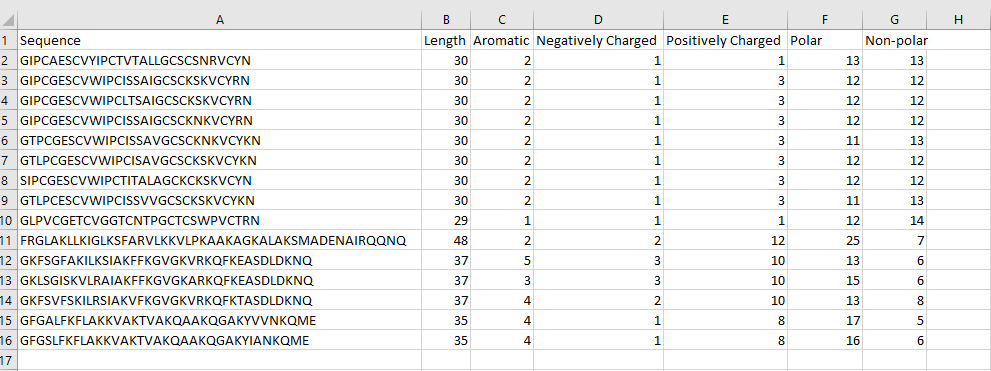 A B C D E F G H
1 Sequence Length Aromatic Negatively Charged Positively Charged Polar Non-polar
2 GIPCAESCVYIPCTVTALLGCSCSNRVCYN 30 2 1 1 13 13
3 GIPCGESCVWIPCISSAIGCSCKSKVCYRN 30 2 1 3 12 12
4 GIPCGESCVWIPCLTSAIGCSCKSKVCYRN 30 2 1 3 12 12
5 GIPCGESCVWIPCISSAIGCSCKNKVCYRN 30 2 1 3 12 12
6 GTPCGESCVWIPCISSAVGCSCKNKVCYKN 30 2 1 3 11 13
7 GTLPCGESCVWIPCISAVGCSCKSKVCYKN 30 2 1 3 12 12
8 SIPCGESCVWIPCTITALAGCKCKSKVCYN 30 2 1 3 12 12
9 GTLPCESCVWIPCISSVVGCSCKSKVCYKN 30 2 1 3 11 13
10 GLPVCGETCVGGTCNTPGCTCSWPVCTRN 29 1 1 1 12 14
11 FRGLAKLLKIGLKSFARVLKKVLPKAAKAGKALAKSMADENAIRQQNQ 48 2 2 12 25 7
12 GKFSGFAKILKSIAKFFKGVGKVRKQFKEASDLDKNQ 37 5 3 10 13 6
13 GKLSGISKVLRAIAKFFKGVGKARKQFKEASDLDKNQ 37 3 3 10 15 6
14 GKFSVFSKILRSIAKVFKGVGKVRKQFKTASDLDKNQ 37 4 2 10 13 8
15 GFGALFKFLAKKVAKTVAKQAAKQGAKYVVNKQME 35 4 1 8 17 5
16 GFGSLFKFLAKKVAKTVAKQAAKQGAKYIANKQME 35 4 1 8 16 6
17